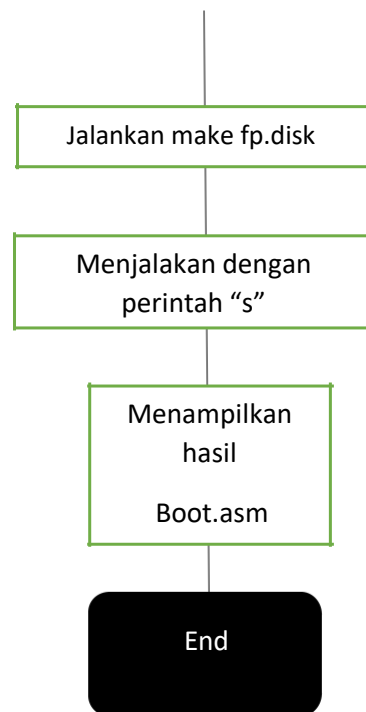 Jalankan make fp.disk
Menjalakan dengan
perintah “s”
Menampilkan
hasil
Boot.asm
End